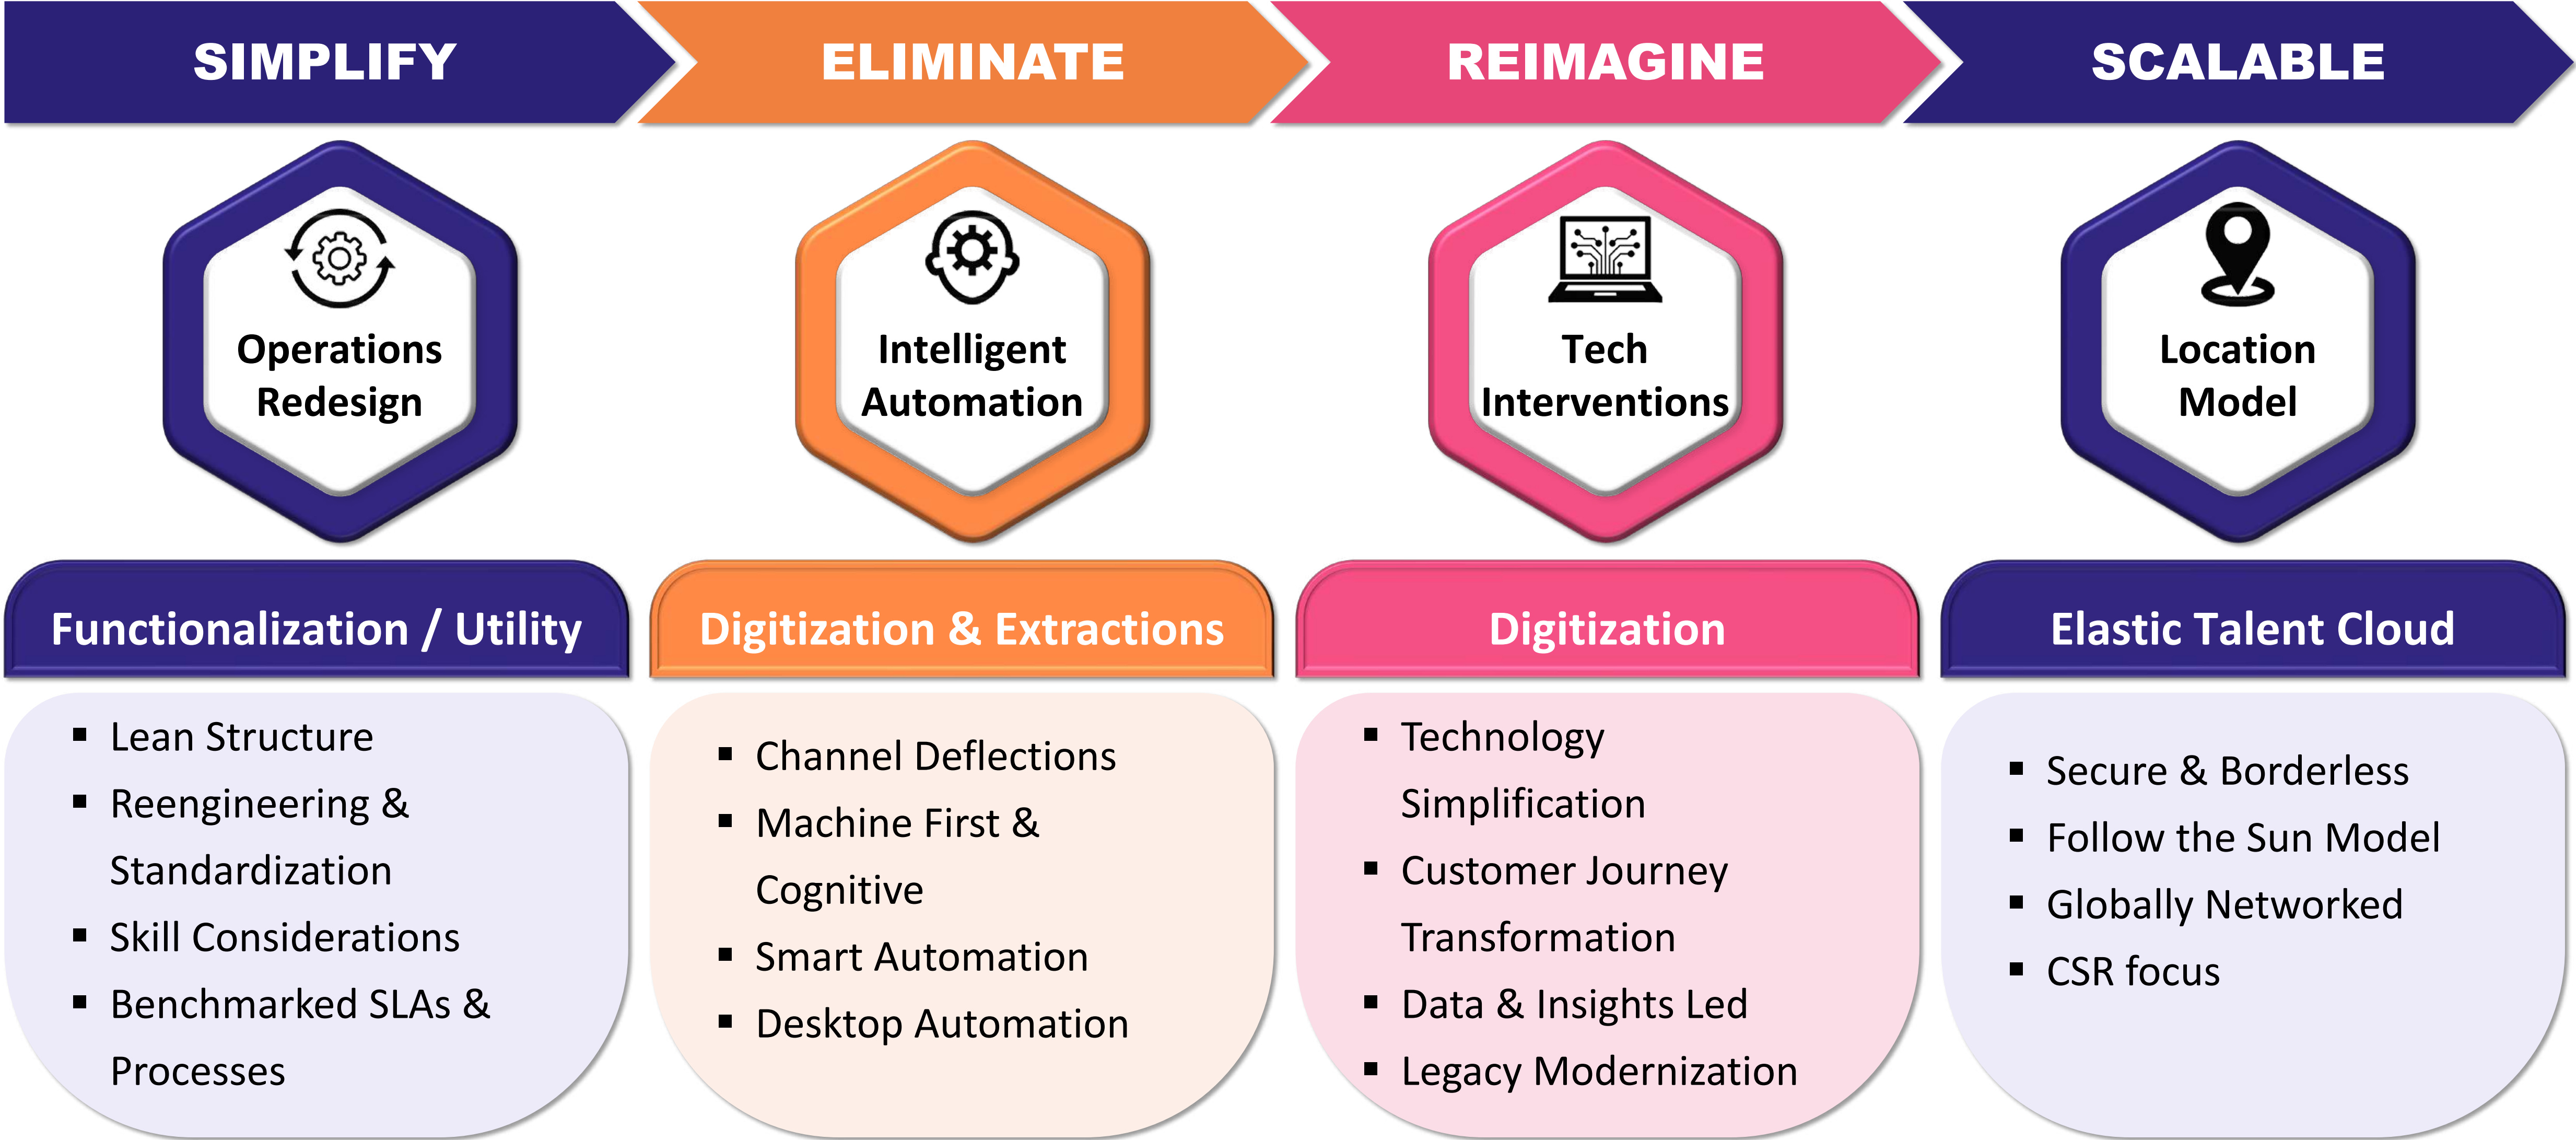 SIMPLIFY
ELIMINATE
REIMAGINE
SCALABLE
Operations
Redesign
Intelligent
Automation
Tech
Interventions
Location
Model
Functionalization / Utility
Digitization & Extractions
Digitization
Elastic Talent Cloud
▪ Lean Structure
▪ Reengineering &
Standardization
▪ Skill Considerations
▪ Benchmarked SLAs &
Processes
▪ Channel Deflections
▪ Machine First &
Cognitive
▪ Smart Automation
▪ Desktop Automation
▪ Technology
Simplification
▪ Customer Journey
Transformation
▪ Data & Insights Led
▪ Legacy Modernization
▪ Secure & Borderless
▪ Follow the Sun Model
▪ Globally Networked
▪ CSR focus